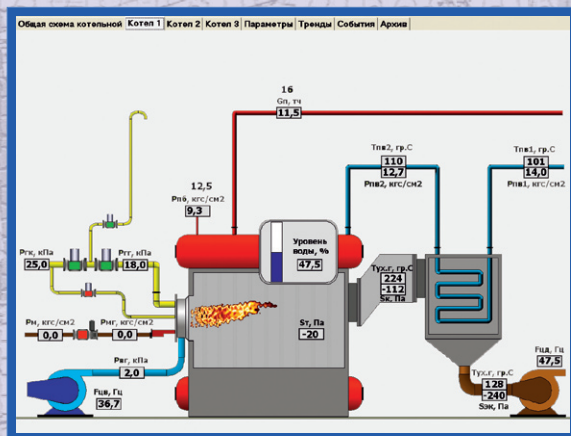 Общая схема котельной Котел 1 Котел 2 Котел 3 Параметры Тренды События Архив
16
Gп, тч
11,5
Тпв2, гр.С
110
12,7
Рпв2, кгс/см2
Тпв1, гр.С
101
14,0
Рпв1, кгс/см2
12,5
Рпб, кгс/см2
9,3
Уровень
воды, %
47,5
Ргк, кПа
25,0
Ргг, кПа
18,0
Тух.г, гр.С
224
-112
Sк, Па
Sт, Па
-20
Рм, кгс/см2
0,0
Рмг, кгс/см2
0,0
Рвг, кПа
2,0
Fцв, Гц
36,7
Fцд, Гц
47,5
Тух.г, гр.С
128
-240
Sэк, Па